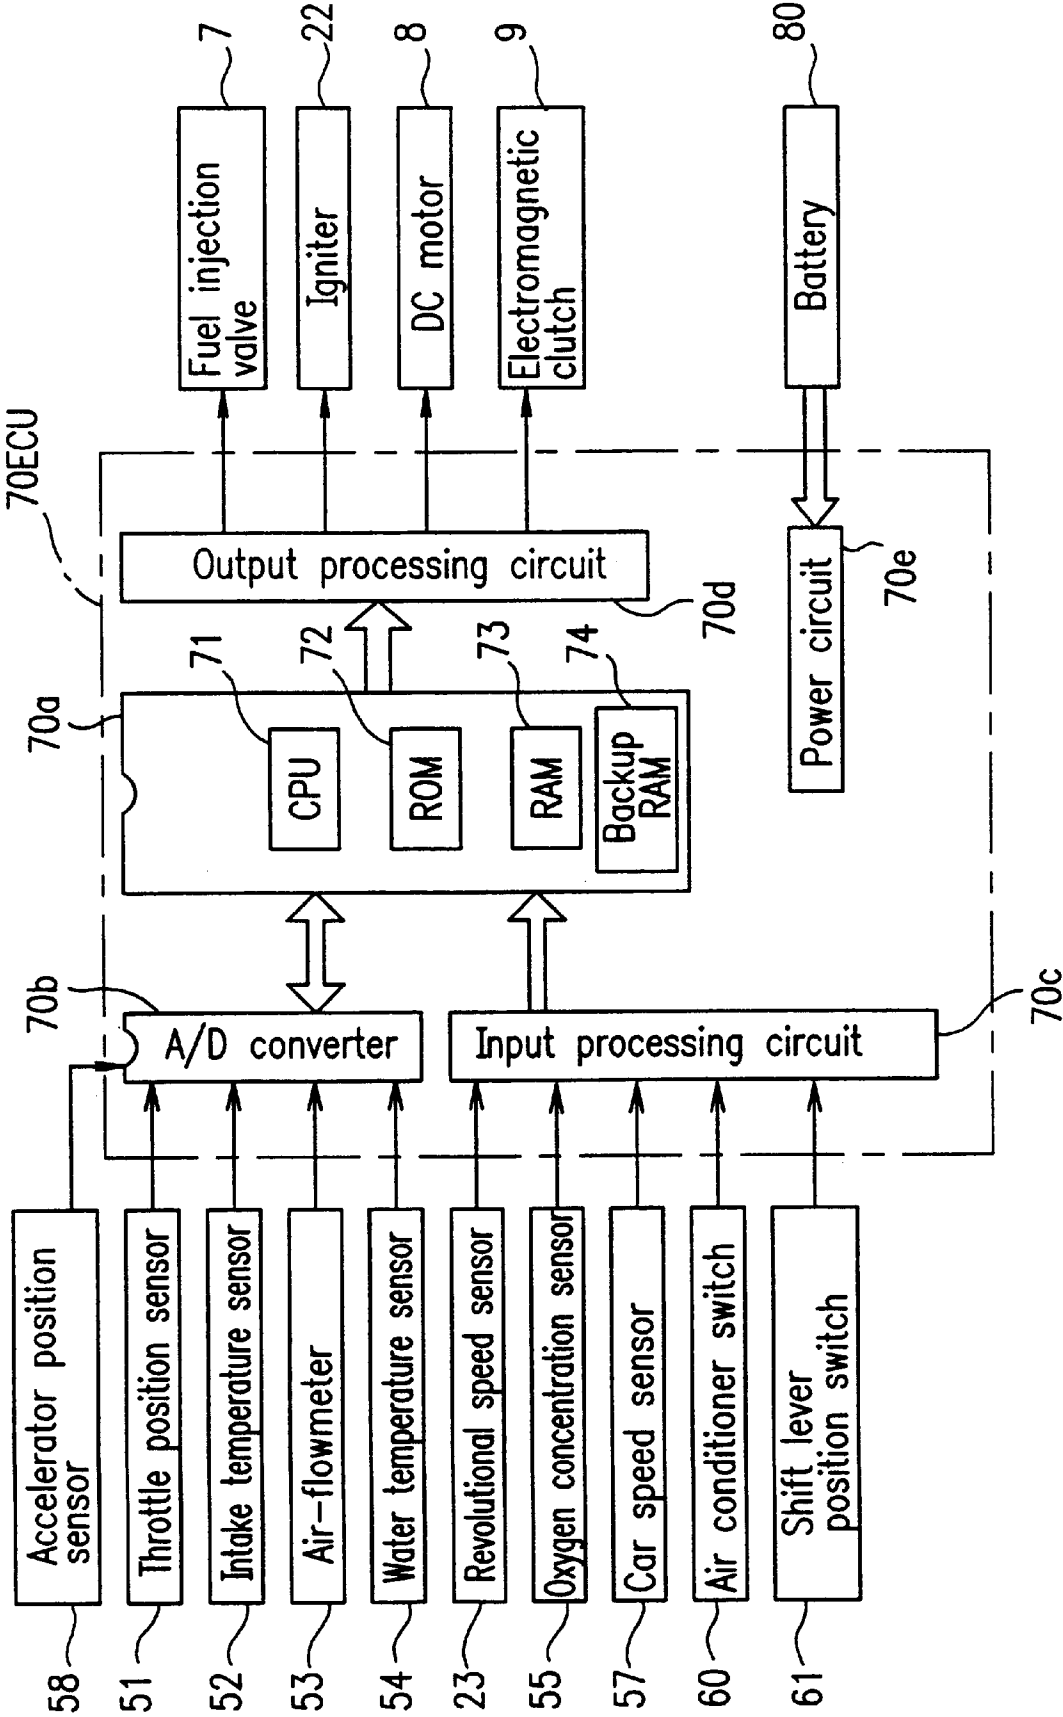 58
Accelerator position
sensor
51
Throttle position sensor
52
Intake temperature sensor
53
Air-flowmeter
54
Water temperature sensor
23
Revolutional speed sensor
55
Oxygen concentration sensor
57
Car speed sensor
60
Air conditioner switch
61
Shift lever
position switch
70b
A/D converter
Input processing circuit
70c
70a
CPU
71
ROM
72
RAM
73
Backup
RAM
74
70ECU
Output processing circuit
70d
Power circuit
70e
Fuel injection
valve
7
Igniter
22
DC motor
8
Electromagnetic
clutch
9
Battery
80